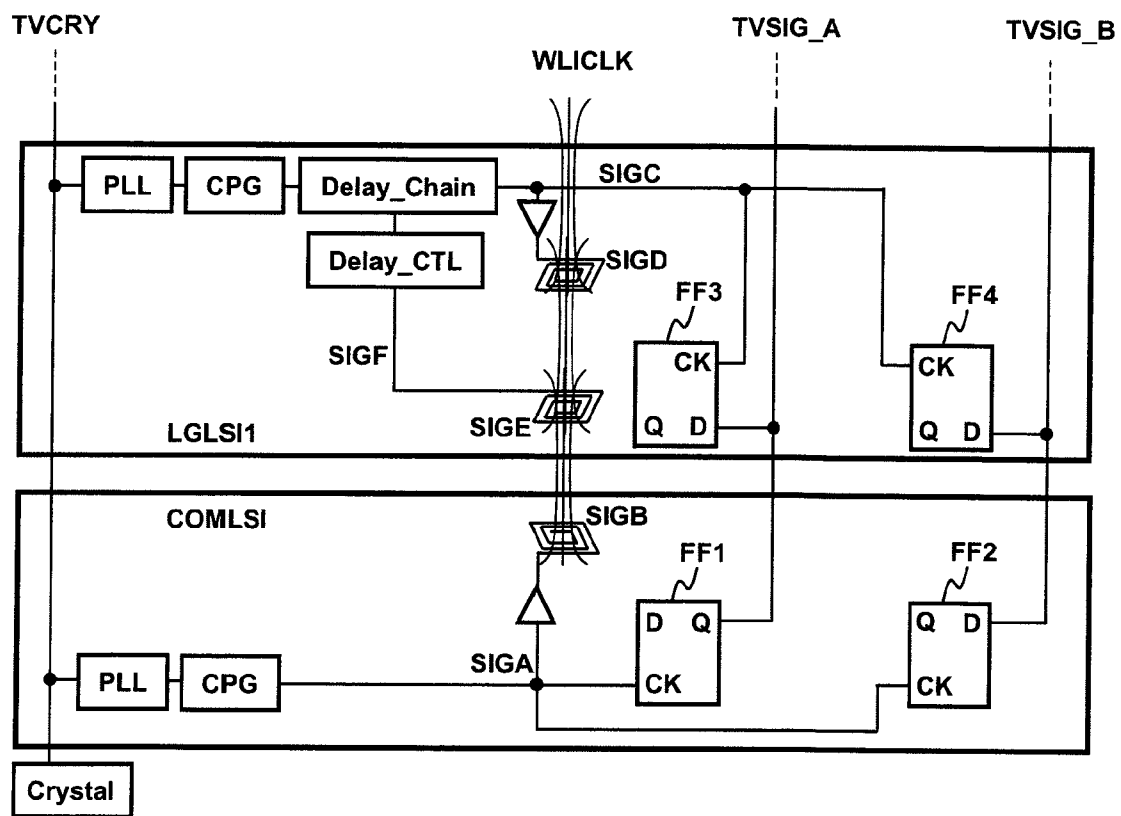 TVCRY
TVSIG_A
TVSIG_B
WLICLK
PLL
CPG
Delay_Chain
SIGC
Delay_CTL
SIGD
FF3
FF4
CK
CK
SIGF
SIGE
Q D
Q D
LGLSI1
COMLSI
SIGB
FF1
FF2
D Q
Q D
SIGA
PLL
CPG
CK
CK
Crystal